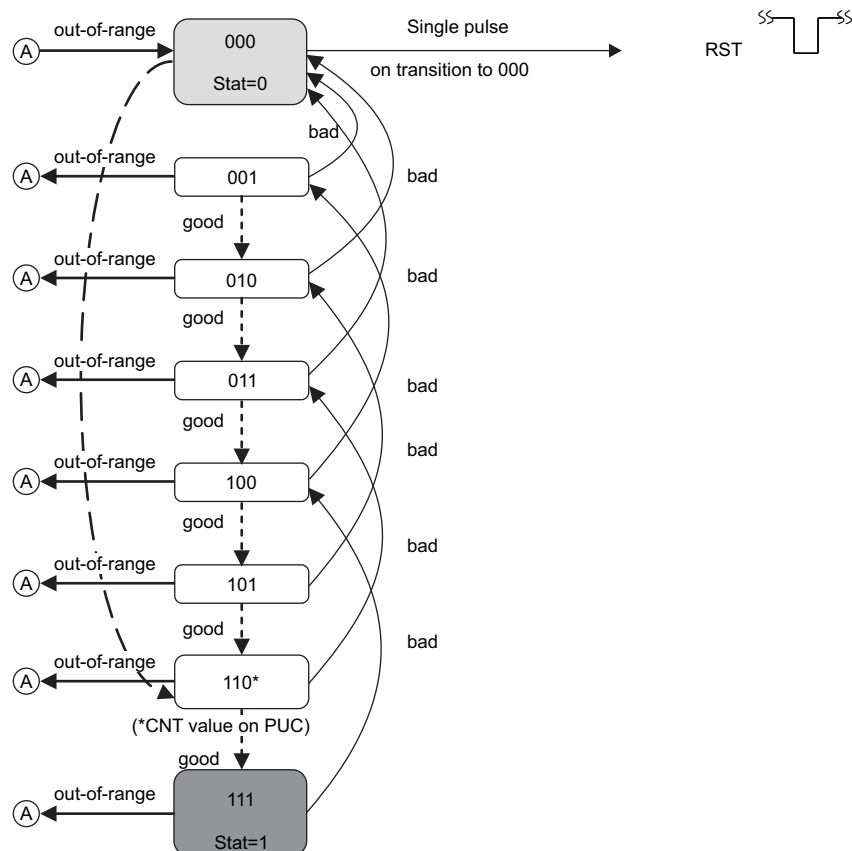 A
out-of-range
000
Stat=0
Single pulse
on transition to 000
RST
bad
A
out-of-range
001
bad
good
A
out-of-range
010
bad
good
A
out-of-range
011
bad
good
A
out-of-range
100
bad
good
A
out-of-range
101
bad
good
A
out-of-range
110*
bad
(*CNT value on PUC)
good
A
out-of-range
111
Stat=1